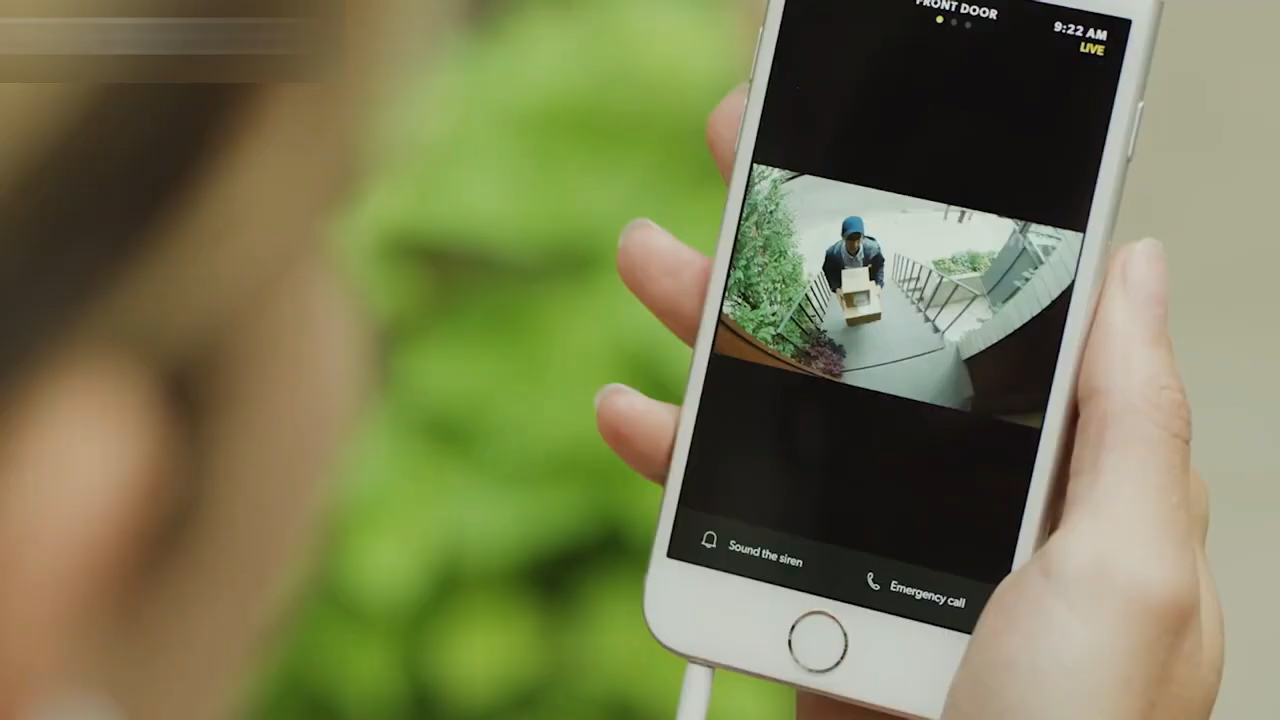 FRONT DOOR
9:22 AM
LIVE
Sound the siren
Emergency call